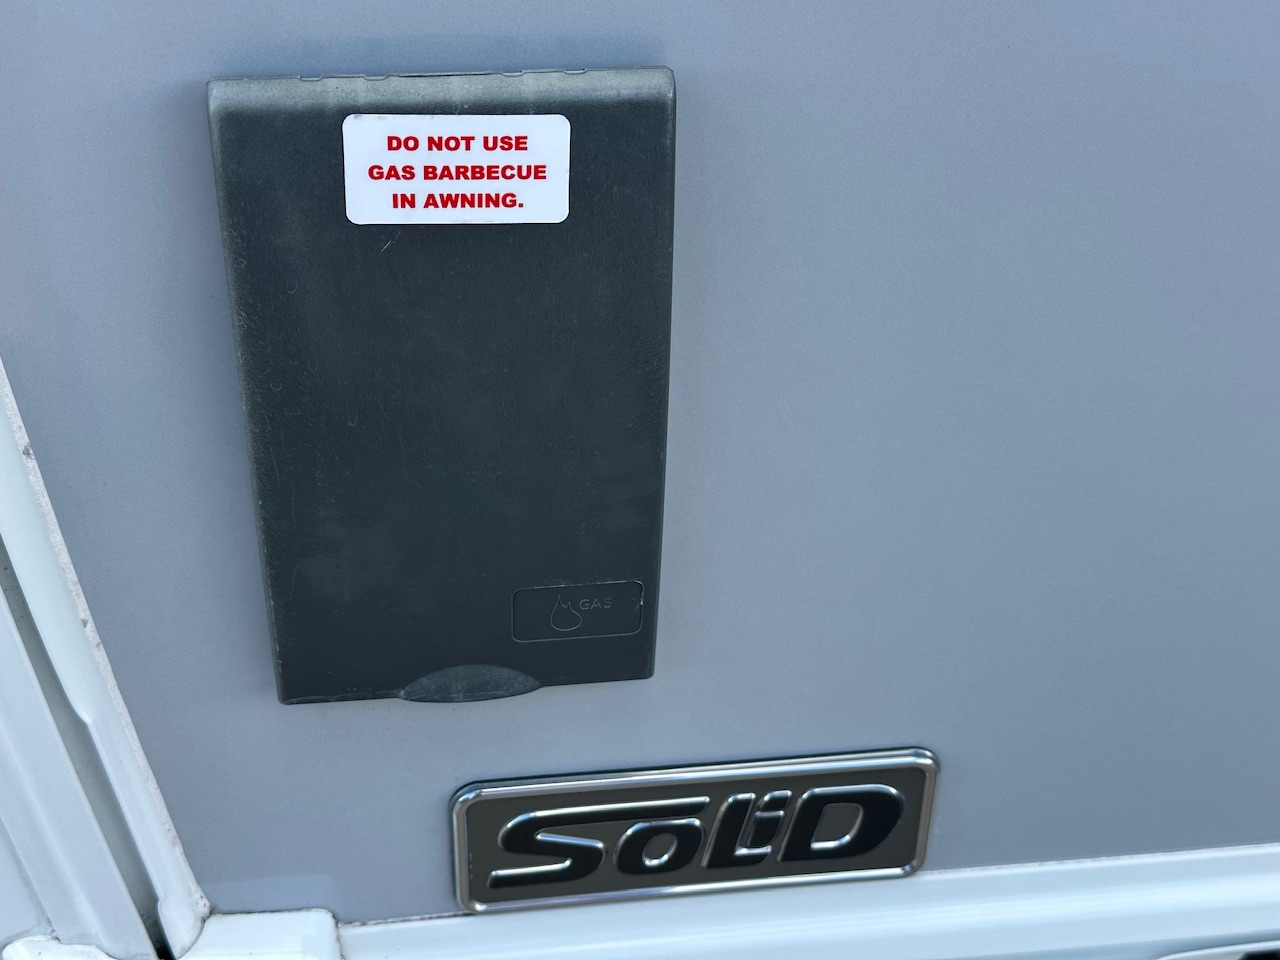 DO NOT USE
GAS BARBECUE
IN AWNING.
GAS
SOLiD